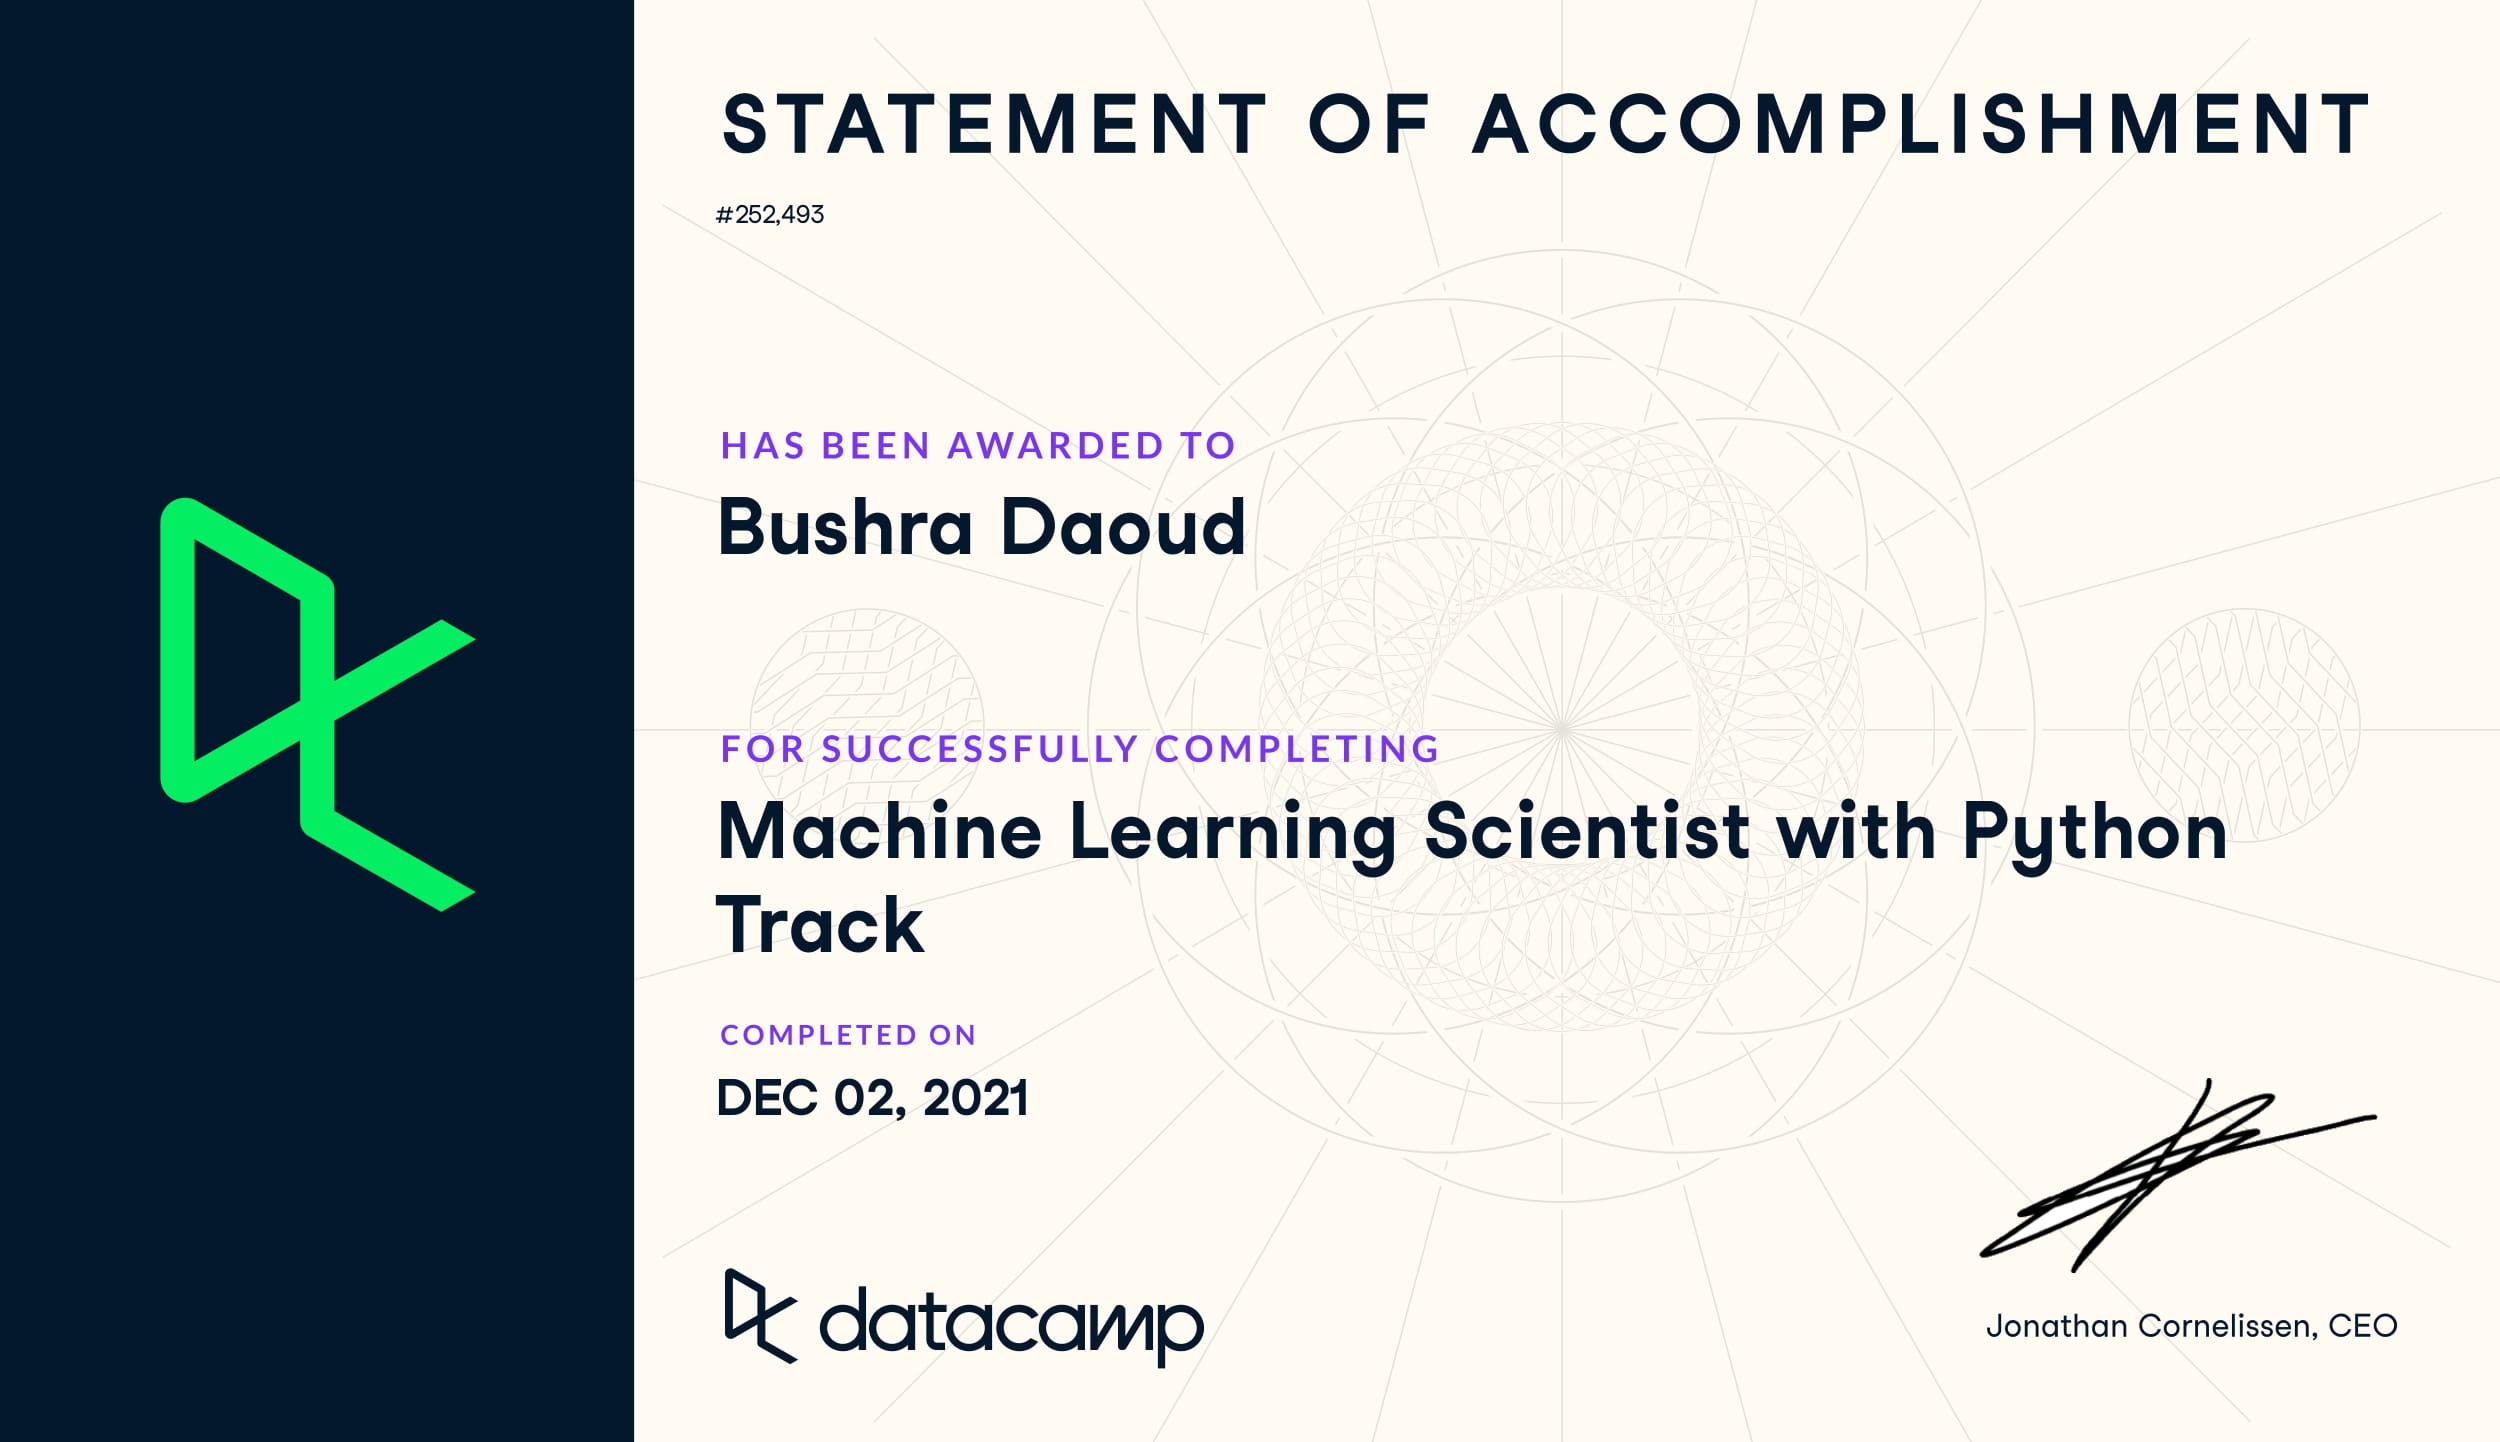 STATEMENT OF ACCOMPLISHMENT
#252,493
HAS BEEN AWARDED TO
Bushra Daoud
FOR SUCCESSFULLY COMPLETING
Machine Learning Scientist with Python
Track
COMPLETED ON
DEC 02, 2021
datacamp
Jonathan Cornelissen, CEO